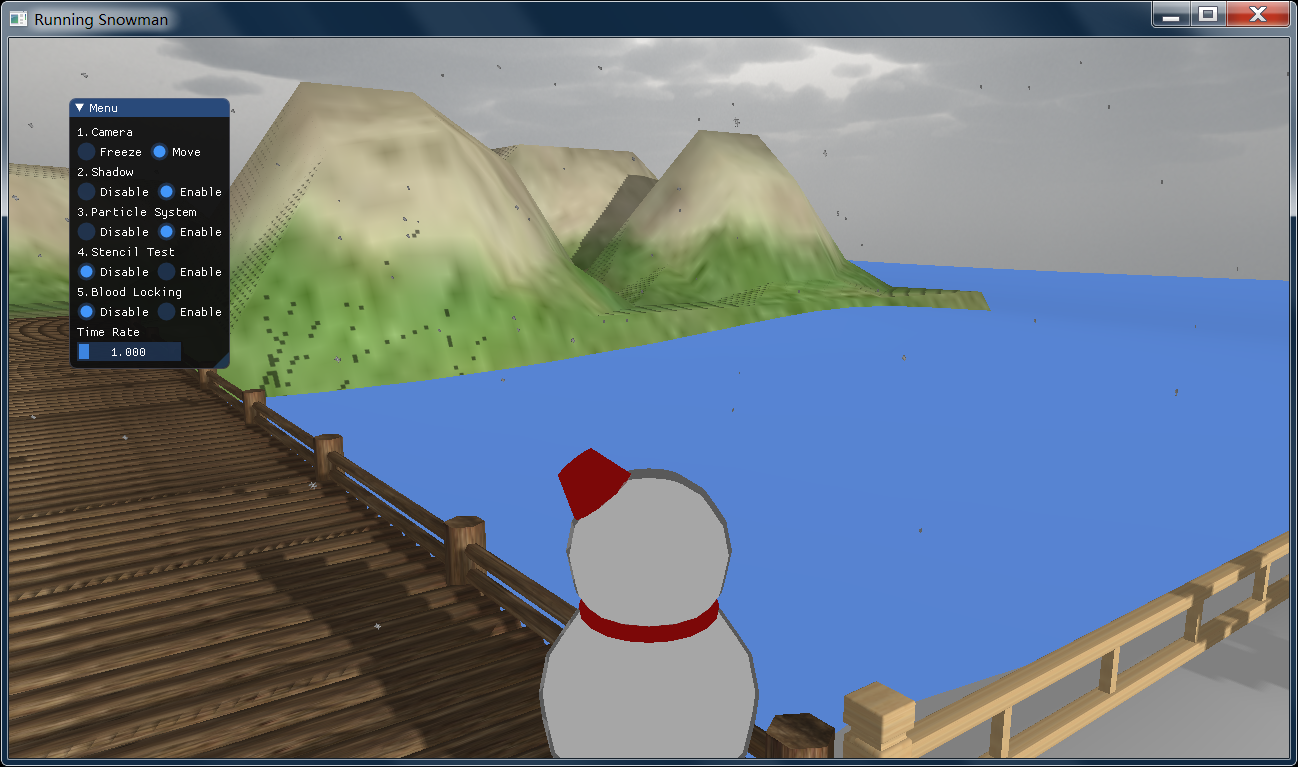 Running Snowman
Menu
1.Camera
Freeze Move
2.Shadow
Disable Enable
3.Particle System
Disable Enable
4.Stencil Test
Disable Enable
5.Blood Locking
Disable Enable
Time Rate
1.000